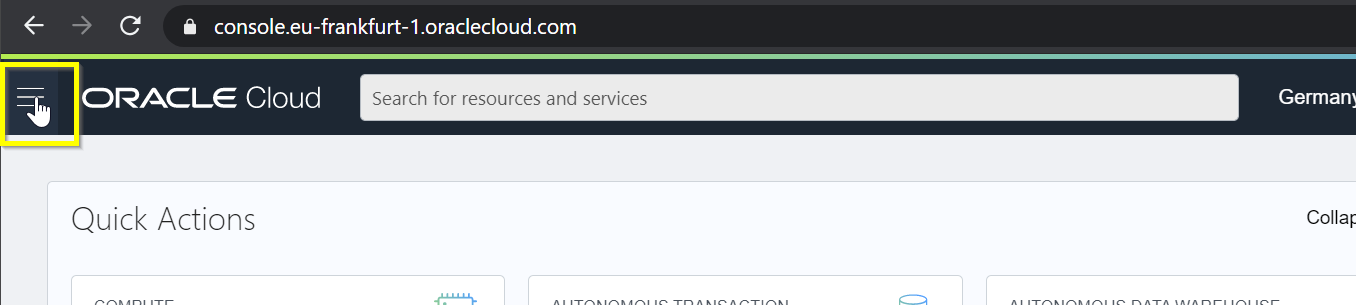 console.eu-frankfurt-1.oraclecloud.com
ORACLE Cloud
Search for resources and services
Germany
Quick Actions
Collap
COMPUTE
AUTONOMOUS TRANSACTION
AUTONOMOUS DATA WAREHOUSE